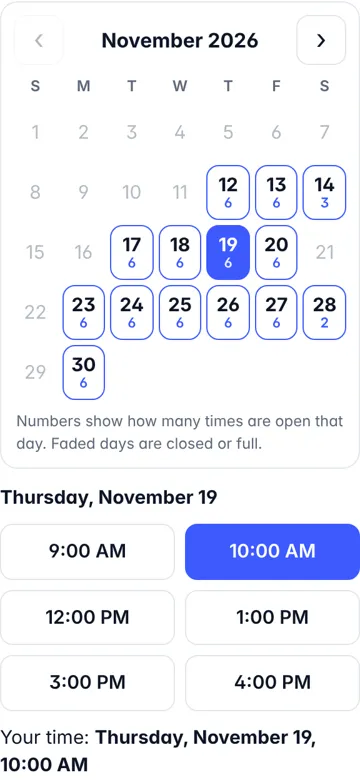 ‹ November 2026 ›
S M T W T F S
1 2 3 4 5 6 7
8 9 10 11 12 13 14
6 6 3
15 16 17 18 19 20 21
6 6 6 6
22 23 24 25 26 27 28
6 6 6 6 6 2
29 30
6
Numbers show how many times are open that
day. Faded days are closed or full.
Thursday, November 19
9:00 AM 10:00 AM
12:00 PM 1:00 PM
3:00 PM 4:00 PM
Your time: Thursday, November 19,
10:00 AM